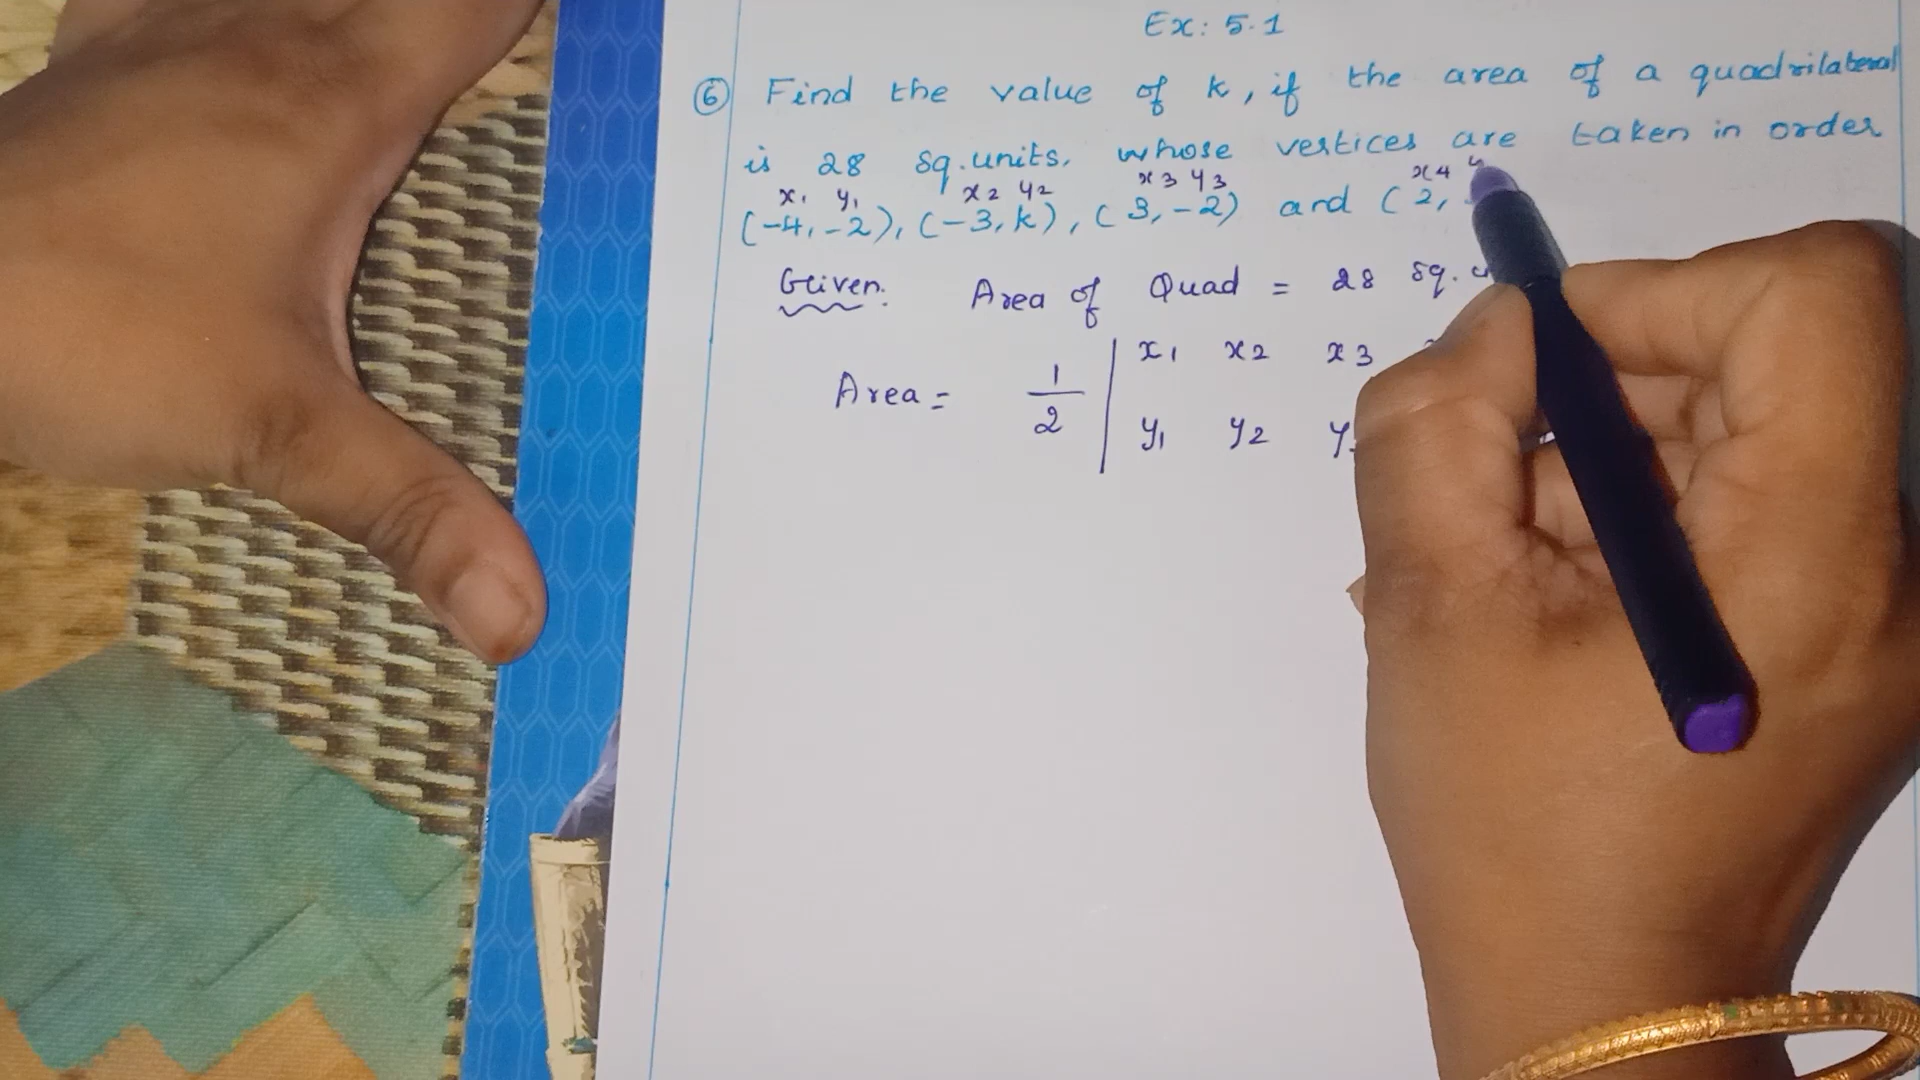 Ex: 5.1
⑥ Find the value of k, if the area of a quadrilateral
is 28 sq.units, whose vertices are taken in order
x1 y1 x2 y2 x3 y3 x4
(-4,-2), (-3,k), (3,-2) and (2,
Given. Area of Quad = 28 sq.
Area = 1/2 | x1 x2 x3
y1 y2